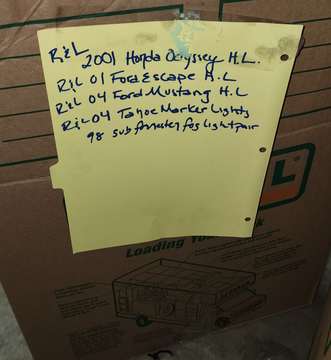 R&L 2001 Honda Odyssey H.L.
R&L 01 Ford Escape H.L
R&L 04 Ford Mustang H.L
R&L 04 Tahoe Marker Lights
98 sub forester fog light pair
L
Loading Your